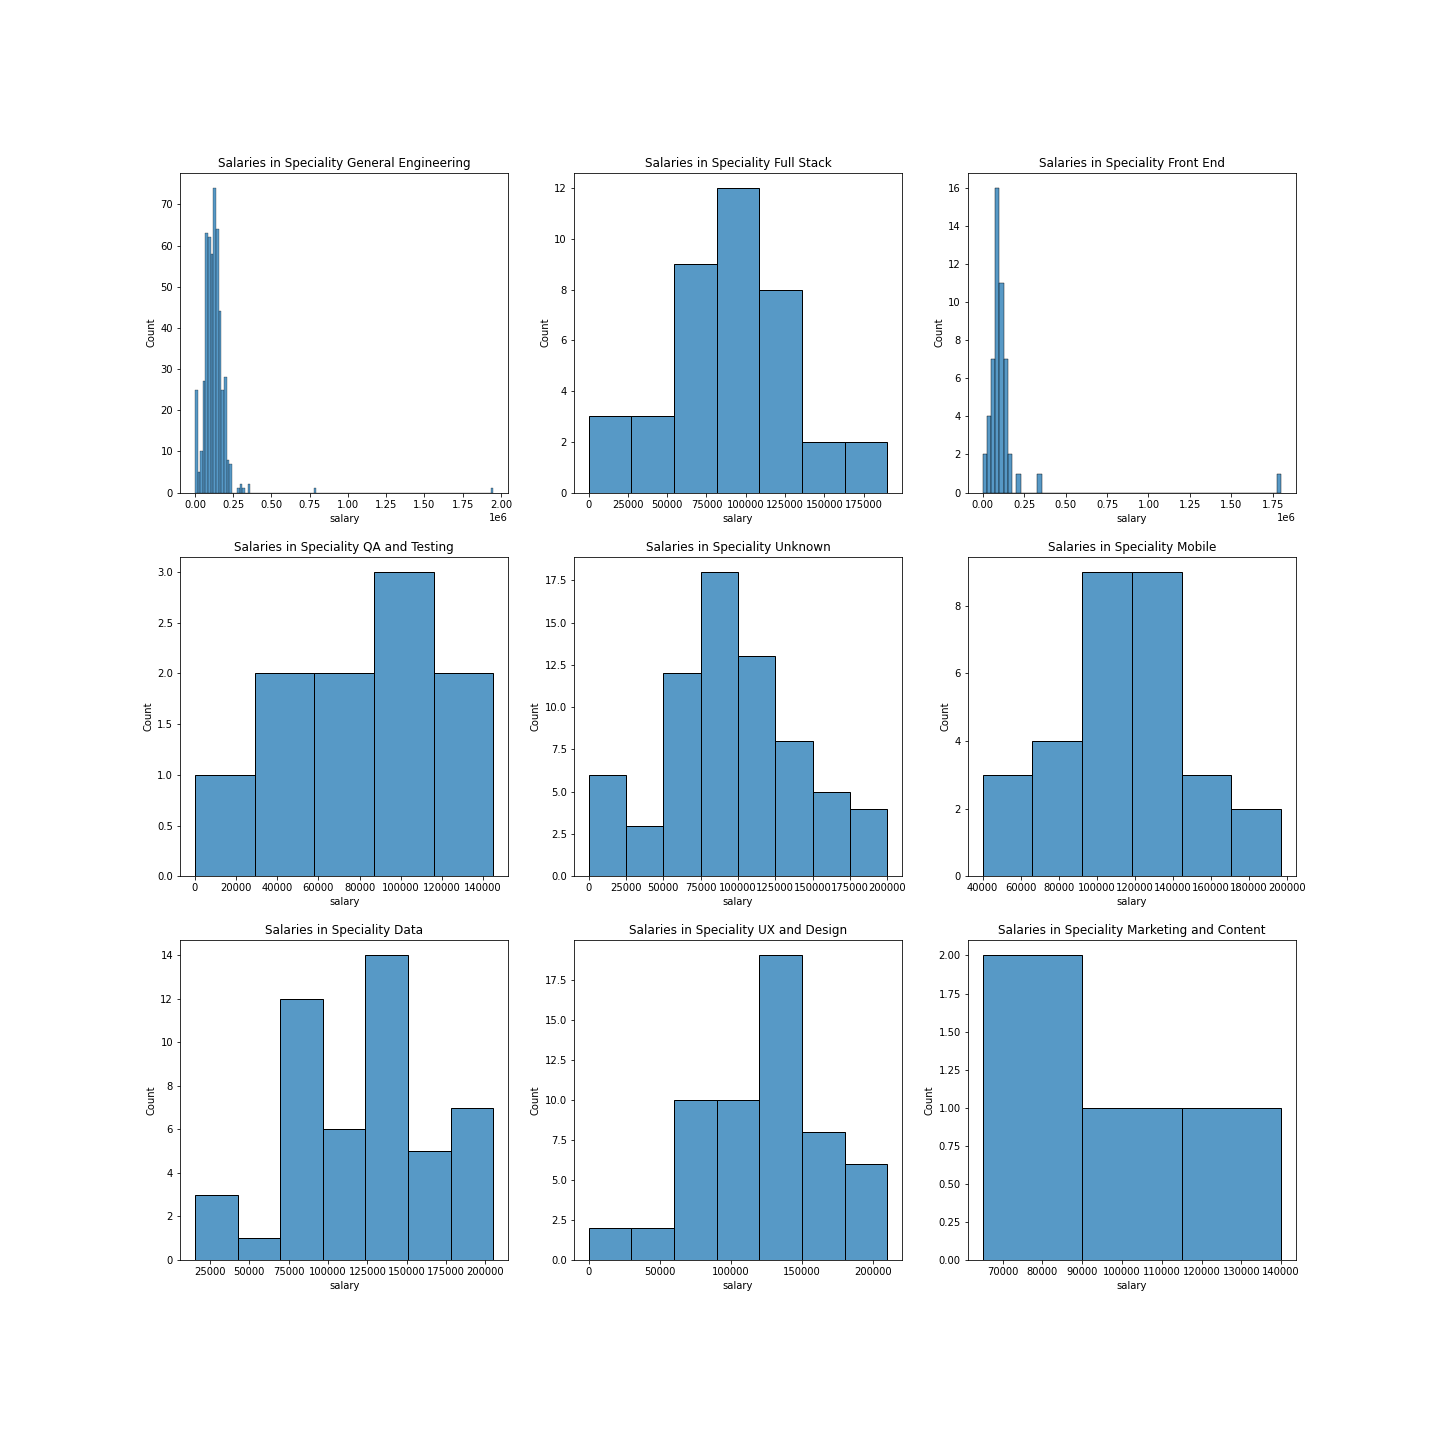 Salaries in Speciality General Engineering
70
60
50
40
30
20
10
0
Count
0.00 0.25 0.50 0.75 1.00 1.25 1.50 1.75 2.00
1e6
salary
Salaries in Speciality Full Stack
12
10
8
6
4
2
0
Count
25000 50000 75000 100000 125000 150000 175000
salary
Salaries in Speciality Front End
16
14
12
10
8
6
4
2
0
Count
0.00 0.25 0.50 0.75 1.00 1.25 1.50 1.75
1e6
salary
Salaries in Speciality QA and Testing
3.0
2.5
2.0
1.5
1.0
0.5
0.0
Count
0 20000 40000 60000 80000 100000 120000 140000
salary
Salaries in Speciality Unknown
17.5
15.0
12.5
10.0
7.5
5.0
2.5
0.0
Count
0 25000 50000 75000 100000 125000 150000 175000 200000
salary
Salaries in Speciality Mobile
8
6
4
2
0
Count
40000 60000 80000 100000 120000 140000 160000 180000 200000
salary
Salaries in Speciality Data
14
12
10
8
6
4
2
0
Count
25000 50000 75000 100000 125000 150000 175000 200000
salary
Salaries in Speciality UX and Design
17.5
15.0
12.5
10.0
7.5
5.0
2.5
0.0
Count
0 50000 100000 150000 200000
salary
Salaries in Speciality Marketing and Content
2.00
1.75
1.50
1.25
1.00
0.75
0.50
0.25
0.00
Count
70000 80000 90000 100000 110000 120000 130000 140000
salary